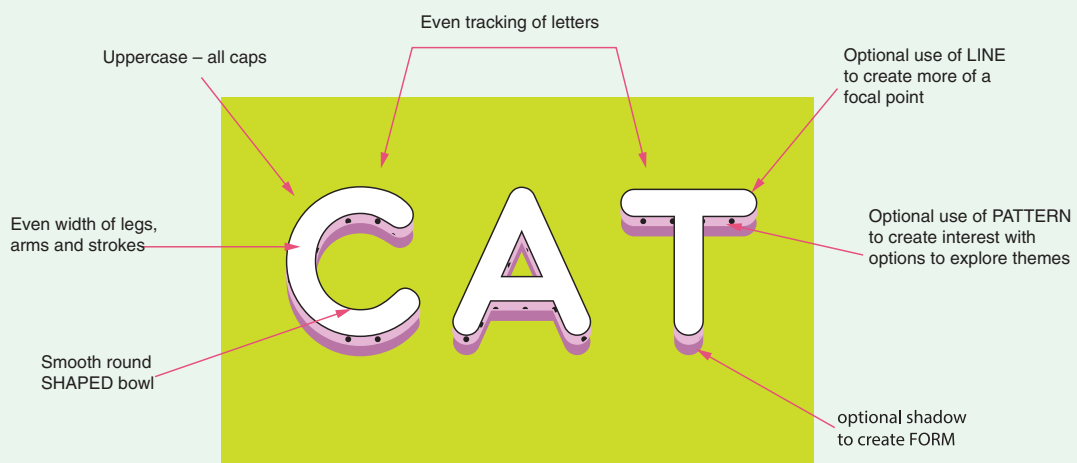 Even tracking of letters
Uppercase – all caps
Optional use of LINE
to create more of a
focal point
CAT
Even width of legs,
arms and strokes
Optional use of PATTERN
to create interest with
options to explore themes
Smooth round
SHAPED bowl
optional shadow
to create FORM